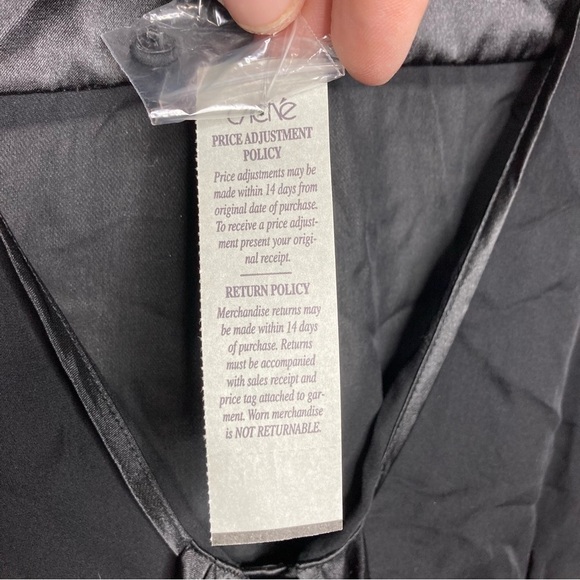 PRICE ADJUSTMENT
POLICY
Price adjustments may be
made within 14 days from
original date of purchase.
To receive a price adjust-
ment present your origi-
nal receipt.
RETURN POLICY
Merchandise returns may
be made within 14 days
of purchase. Returns
must be accompanied
with sales receipt and
price tag attached to gar-
ment. Worn merchandise
is NOT RETURNABLE.